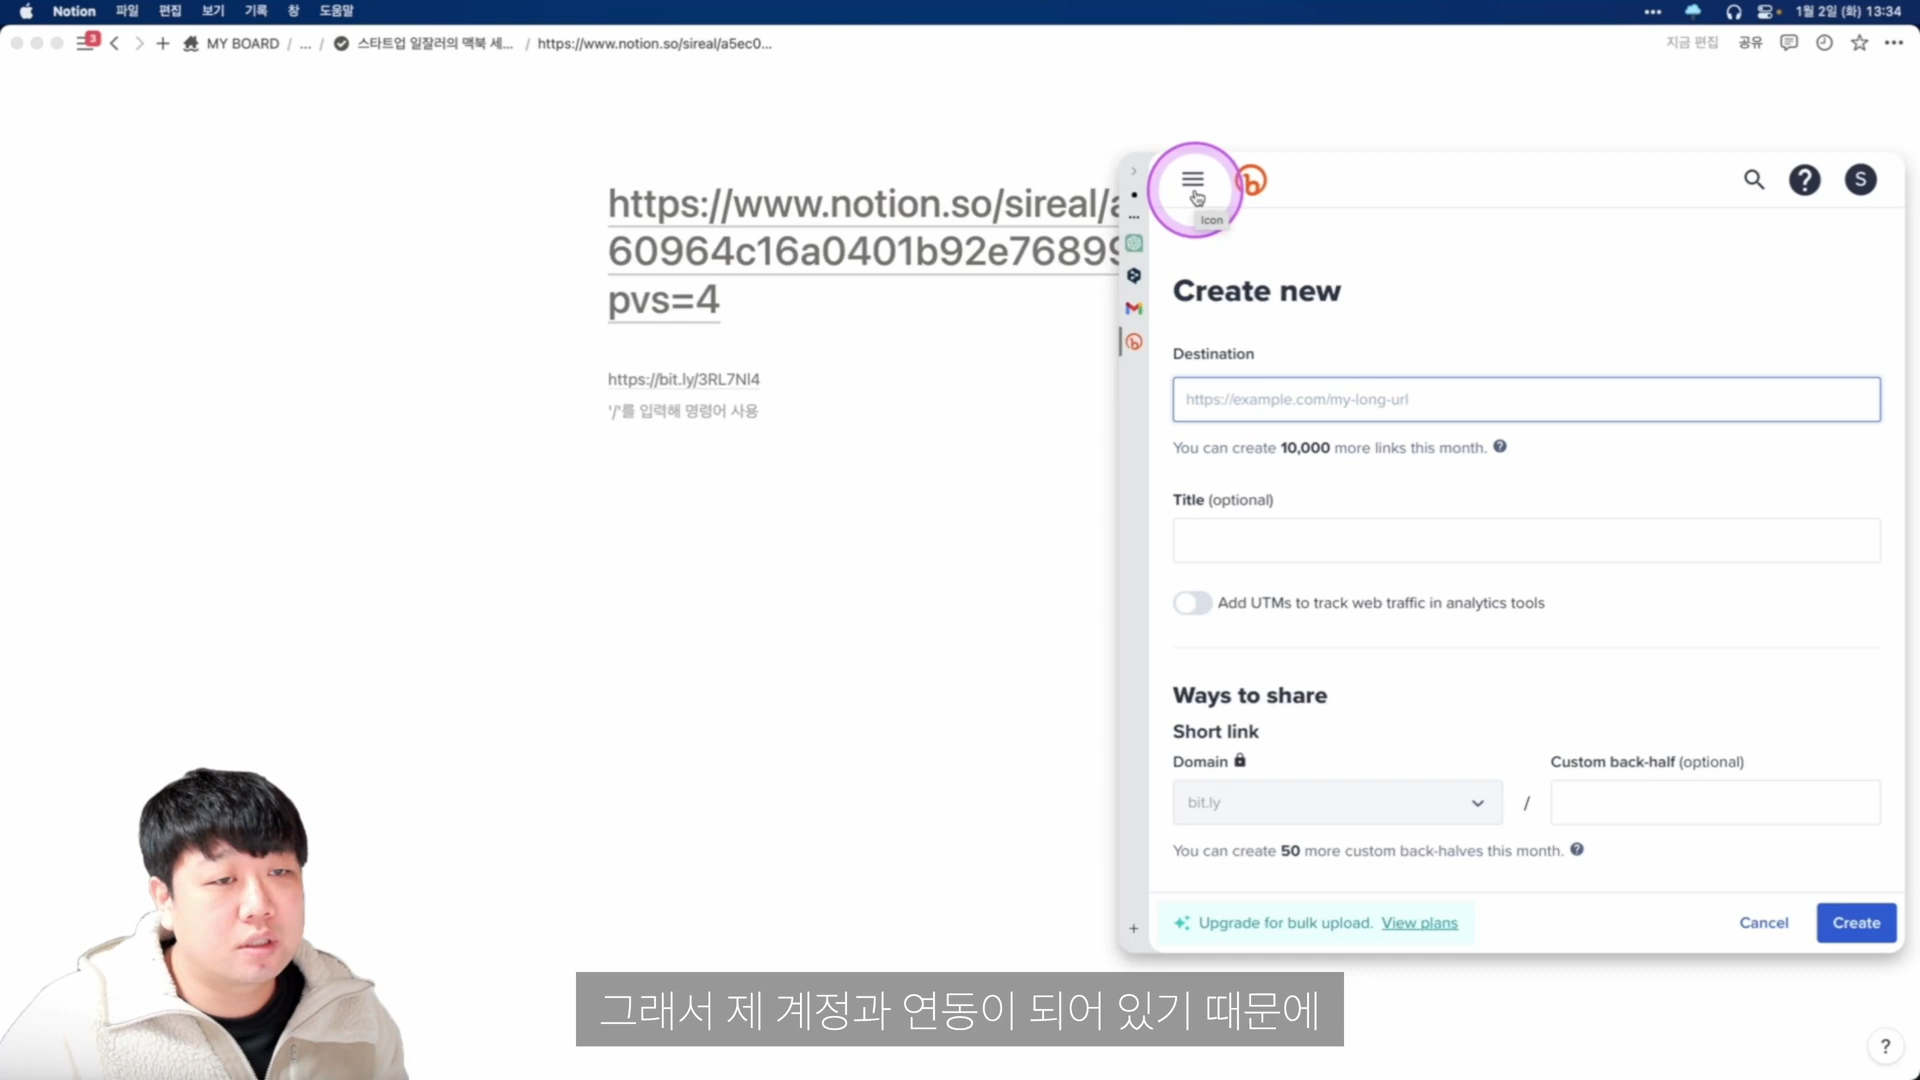 Notion 파일 편집 보기 기록 창 도움말
1월 2일 (화) 13:34
3
MY BOARD / ... / 스타트업 일잘러의 맥북 세... / https://www.notion.so/sireal/a5ec0...
지금 편집 공유
https://www.notion.so/sireal/
60964c16a0401b92e7689
pvs=4
https://bit.ly/3RL7Nl4
'/'를 입력해 명령어 사용
S
Icon
Create new
Destination
https://example.com/my-long-url
You can create 10,000 more links this month.
Title (optional)
Add UTMs to track web traffic in analytics tools
Ways to share
Short link
Domain
Custom back-half (optional)
bit.ly
/
You can create 50 more custom back-halves this month.
Upgrade for bulk upload. View plans
Cancel
Create
그래서 제 계정과 연동이 되어 있기 때문에
?